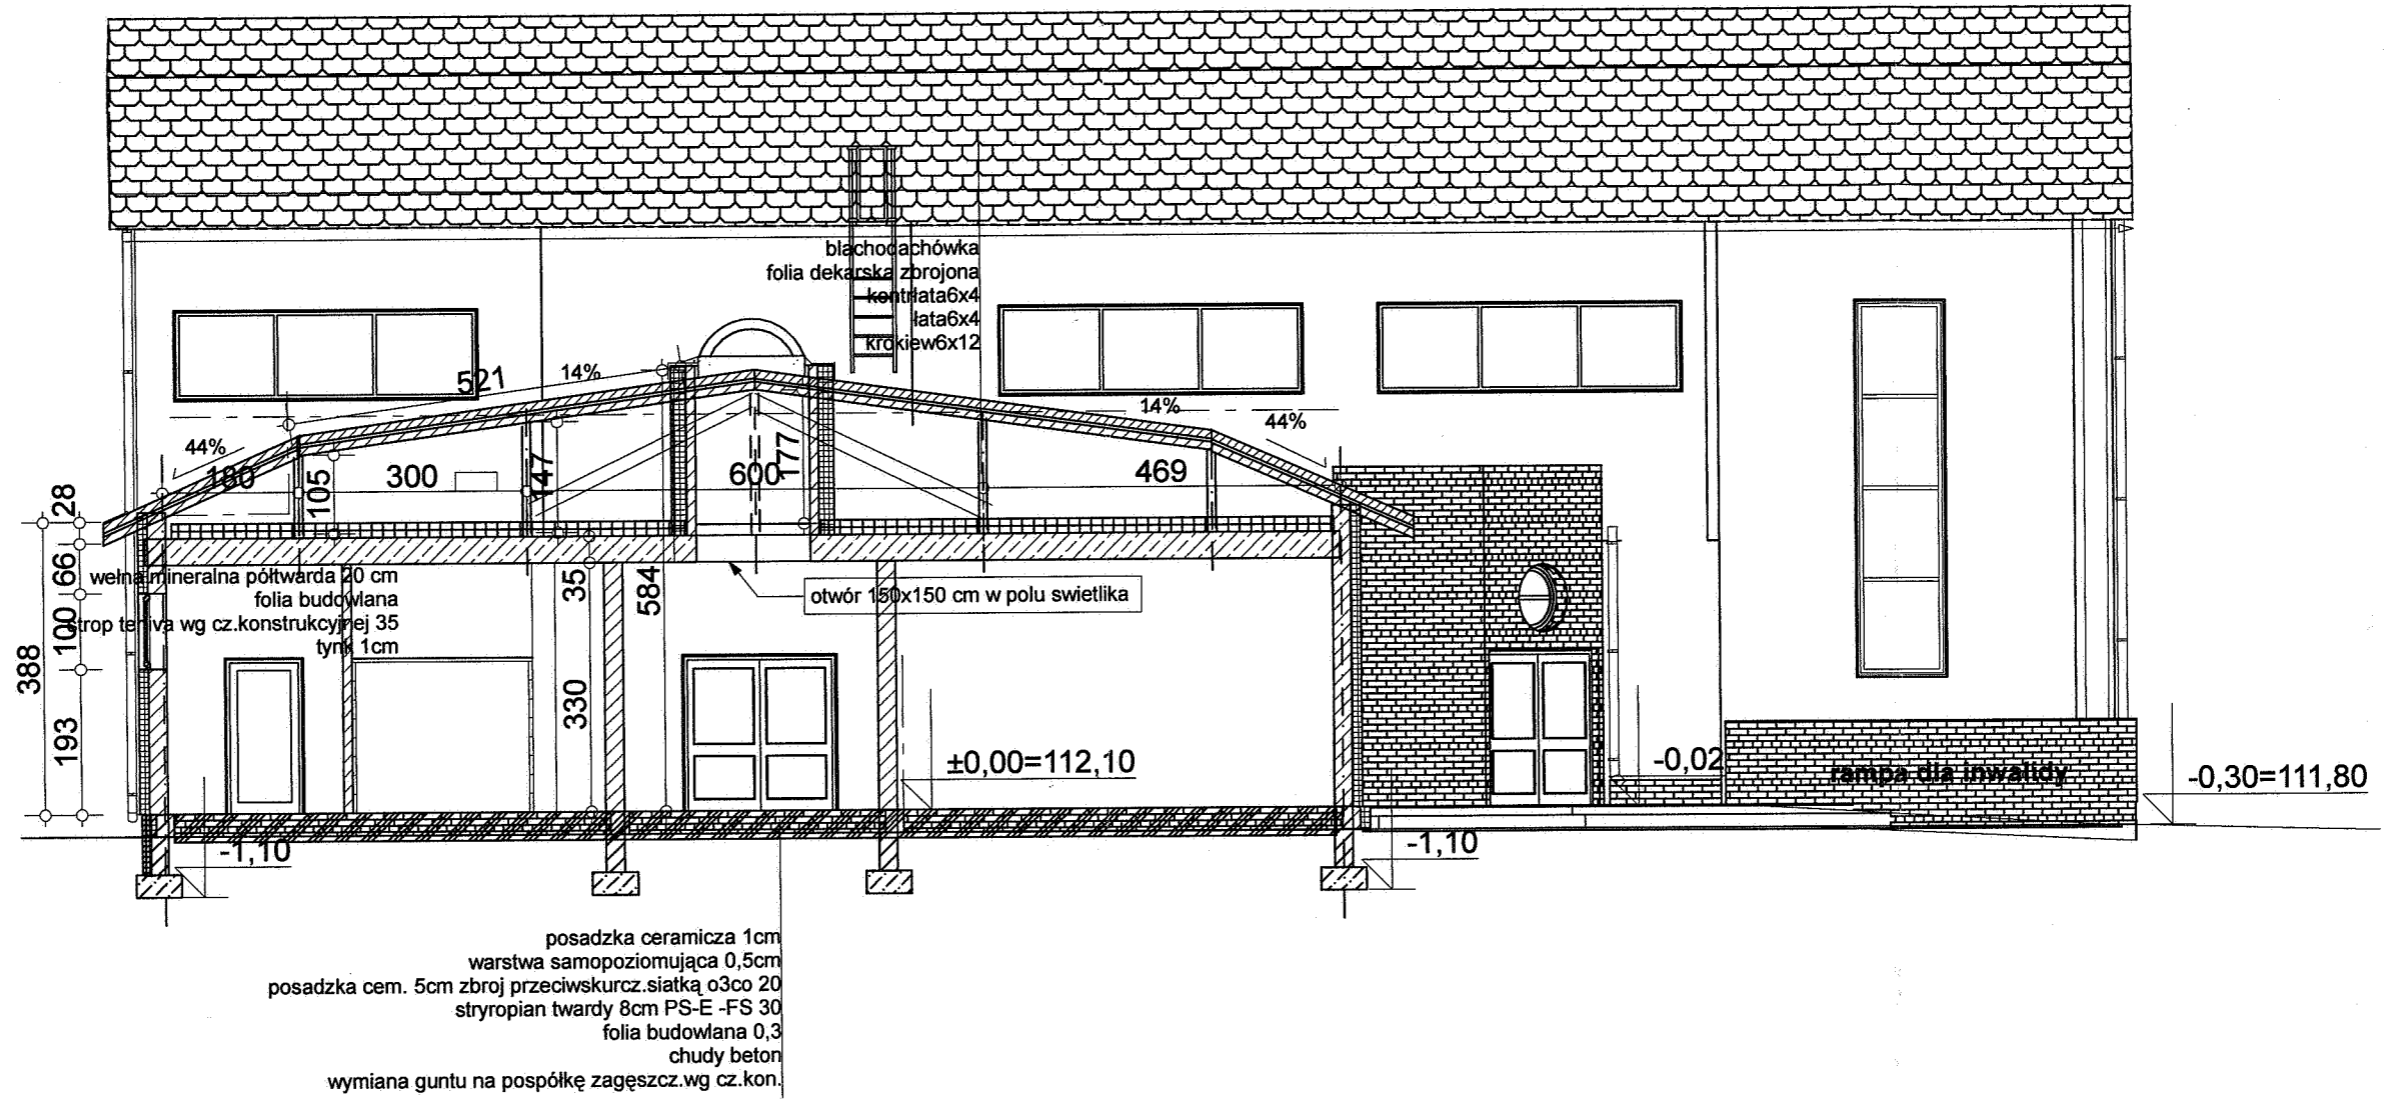 blachodachówka
folia dekarska zbrojona
kontrłata6x4
łata6x4
krokiew6x12
521
14%
14%
44%
44%
180
300
105
147
600
177
469
28
66
100
193
388
wełna mineralna półtwarda 20 cm
folia budowlana
strop teriva wg cz.konstrukcyjnej 35
tynk 1cm
35
584
330
otwór 150x150 cm w polu swietlika
±0,00=112,10
-0,02
rampa dla inwalidy
-0,30=111,80
-1,10
-1,10
posadzka ceramicza 1cm
warstwa samopoziomująca 0,5cm
posadzka cem. 5cm zbroj przeciwskurcz.siatką o3co 20
stryropian twardy 8cm PS-E -FS 30
folia budowlana 0,3
chudy beton
wymiana guntu na pospółkę zagęszcz.wg cz.kon.